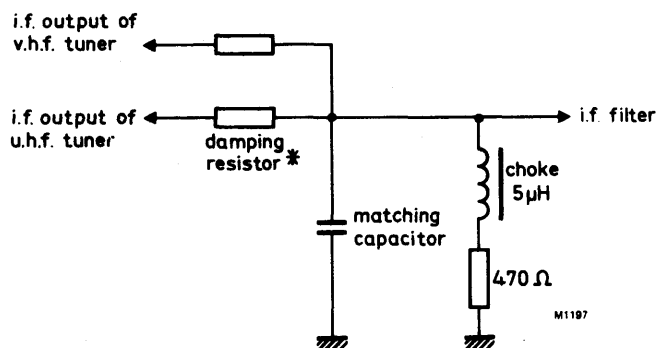 i.f. output of
v.h.f. tuner
i.f. output of
u.h.f. tuner
damping
resistor *
i.f. filter
choke
5µH
matching
capacitor
470 Ω
M1197